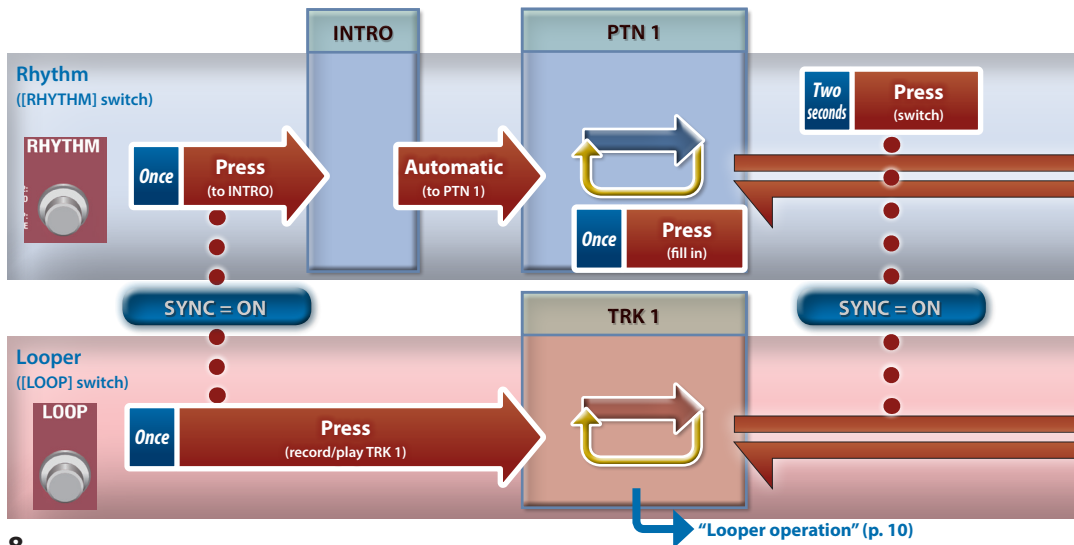 INTRO
PTN 1
Rhythm
([RHYTHM] switch)
RHYTHM
Once
Press
(to INTRO)
Automatic
(to PTN 1)
Once
Press
(fill in)
Two
seconds
Press
(switch)
SYNC = ON
SYNC = ON
TRK 1
Looper
([LOOP] switch)
LOOP
Once
Press
(record/play TRK 1)
"Looper operation" (p. 10)